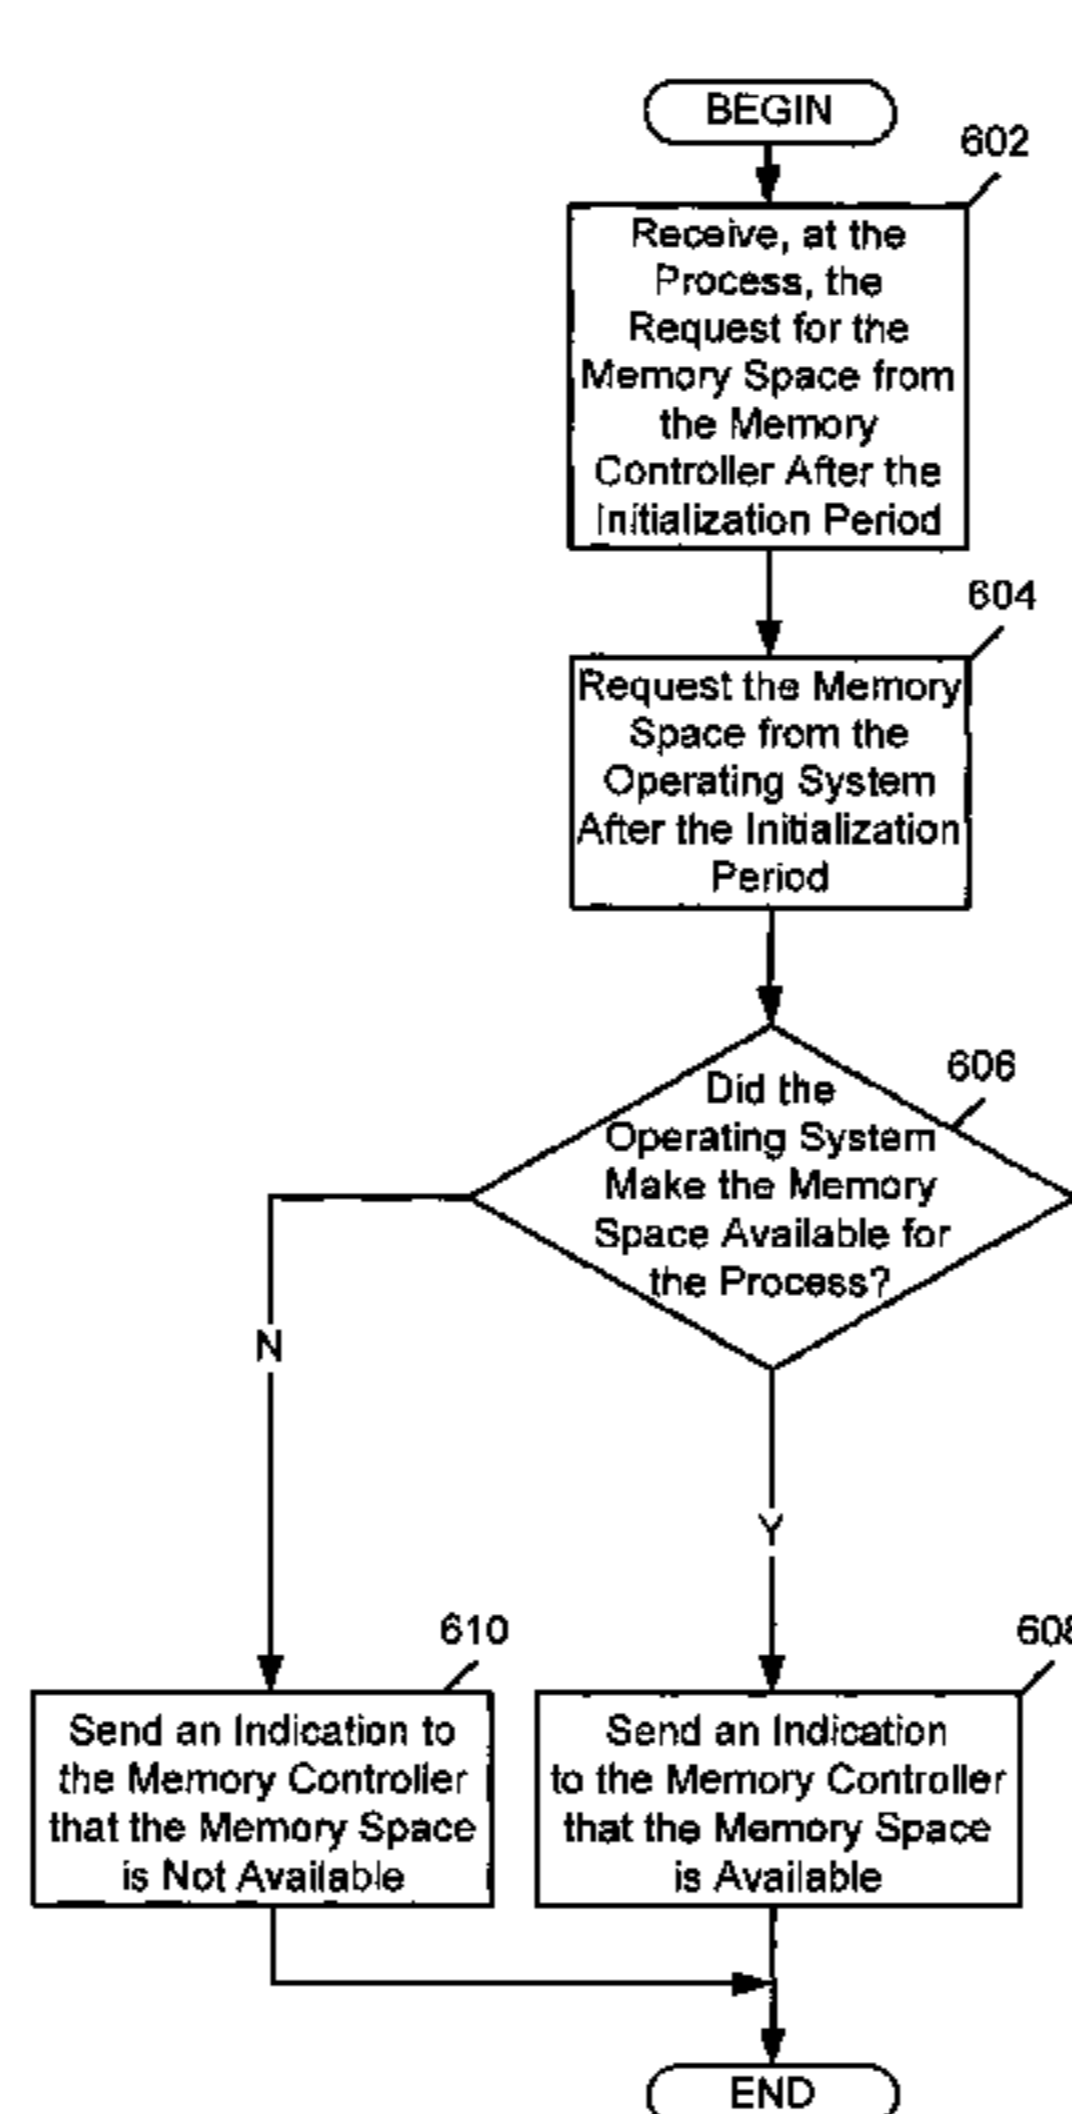 BEGIN
602
Receive, at the
Process, the
Request for the
Memory Space from
the Memory
Controller After the
Initialization Period
604
Request the Memory
Space from the
Operating System
After the Initialization
Period
606
Did the
Operating System
Make the Memory
Space Available for
the Process?
N
Y
610
608
Send an Indication to
the Memory Controller
that the Memory Space
is Not Available
Send an Indication
to the Memory Controller
that the Memory Space
is Available
END